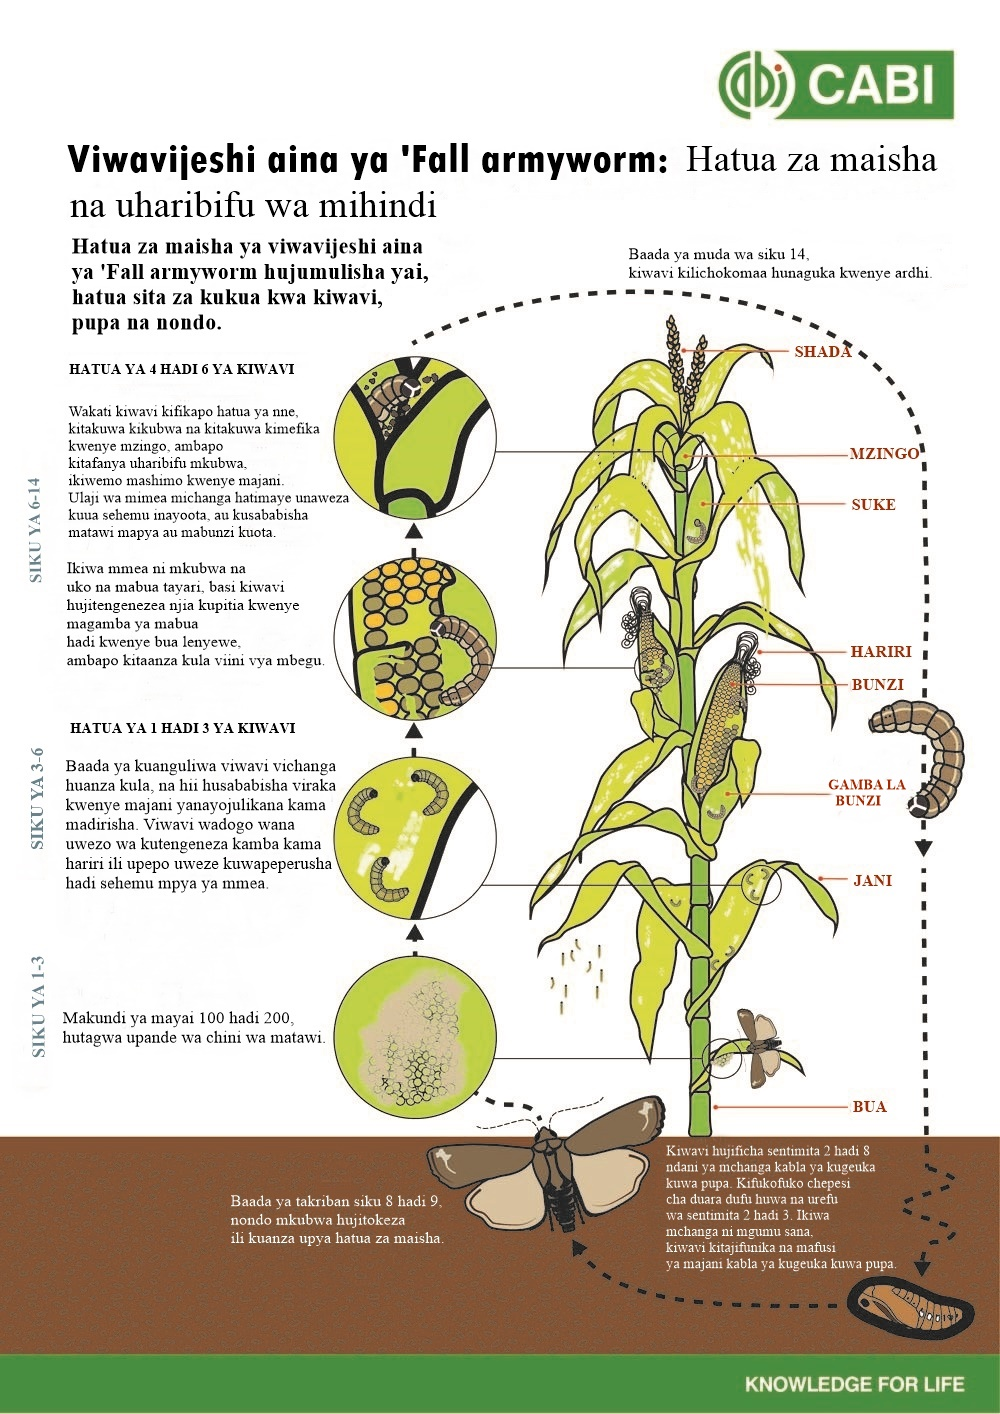 CABI
Viwavijeshi aina ya 'Fall armyworm: Hatua za maisha
na uharibifu wa mihindi
Hatua za maisha ya viwavijeshi aina
ya 'Fall armyworm hujumulisha yai,
hatua sita za kukua kwa kiwavi,
pupa na nondo.
Baada ya muda wa siku 14,
kiwavi kilichokomaa hunaguka kwenye ardhi.
HATUA YA 4 HADI 6 YA KIWAVI
Wakati kiwavi kifikapo hatua ya nne,
kitakuwa kikubwa na kitakuwa kimefika
kwenye mzingo, ambapo
kitafanya uharibifu mkubwa,
ikiwemo mashimo kwenye majani.
Ulaji wa mimea michanga hatimaye unaweza
kuua sehemu inayoota, au kusababisha
matawi mapya au mabunzi kuota.
SIKU YA 6-14
Ikiwa mmea ni mkubwa na
uko na mabua tayari, basi kiwavi
hujitengenezea njia kupitia kwenye
magamba ya mabua
hadi kwenye bua lenyewe,
ambapo kitaanza kula viini vya mbegu.
HATUA YA 1 HADI 3 YA KIWAVI
Baada ya kuanguliwa viwavi vichanga
huanza kula, na hii husababisha viraka
kwenye majani yanayojulikana kama
madirisha. Viwavi wadogo wana
uwezo wa kutengeneza kamba kama
hariri ili upepo uweze kuwapeperusha
hadi sehemu mpya ya mmea.
SIKU YA 3-6
SIKU YA 1-3
Makundi ya mayai 100 hadi 200,
hutagwa upande wa chini wa matawi.
SHADA
MZINGO
SUKE
HARIRI
BUNZI
GAMBA LA
BUNZI
JANI
BUA
Baada ya takriban siku 8 hadi 9,
nondo mkubwa hujitokeza
ili kuanza upya hatua za maisha.
Kiwavi hujificha sentimita 2 hadi 8
ndani ya mchanga kabla ya kugeuka
kuwa pupa. Kifukofuko chepesi
cha duara dufu huwa na urefu
wa sentimita 2 hadi 3. Ikiwa
mchanga ni mgumu sana,
kiwavi kitajifunika na mafusi
ya majani kabla ya kugeuka kuwa pupa.
KNOWLEDGE FOR LIFE